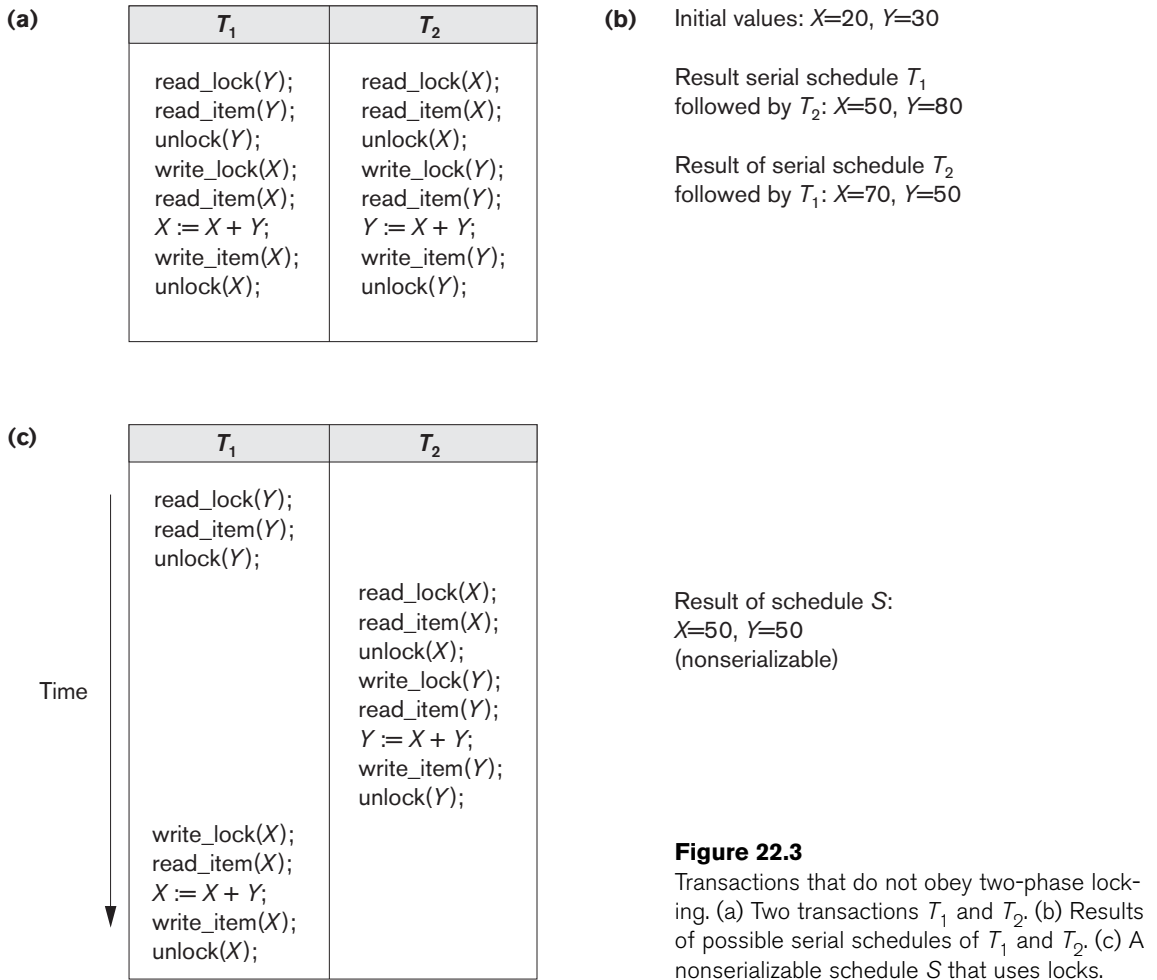 (a)
T1 T2
read_lock(Y); read_lock(X);
read_item(Y); read_item(X);
unlock(Y); unlock(X);
write_lock(X); write_lock(Y);
read_item(X); read_item(Y);
X := X + Y; Y := X + Y;
write_item(X); write_item(Y);
unlock(X); unlock(Y);
(b) Initial values: X=20, Y=30
Result serial schedule T1
followed by T2: X=50, Y=80
Result of serial schedule T2
followed by T1: X=70, Y=50
(c)
T1 T2
Time
read_lock(Y);
read_item(Y);
unlock(Y);
read_lock(X);
read_item(X);
unlock(X);
write_lock(Y);
read_item(Y);
Y := X + Y;
write_item(Y);
unlock(Y);
write_lock(X);
read_item(X);
X := X + Y;
write_item(X);
unlock(X);
Result of schedule S:
X=50, Y=50
(nonserializable)
Figure 22.3
Transactions that do not obey two-phase lock-
ing. (a) Two transactions T1 and T2. (b) Results
of possible serial schedules of T1 and T2. (c) A
nonserializable schedule S that uses locks.